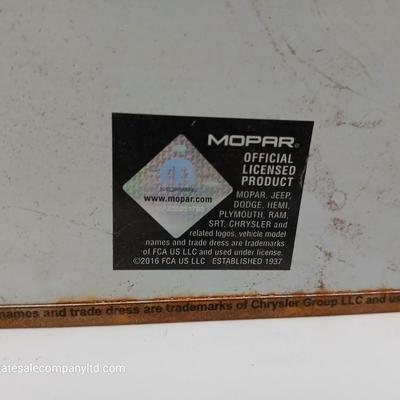 MOPAR®
OFFICIAL
LICENSED
PRODUCT
MOPAR, JEEP,
DODGE, HEMI,
PLYMOUTH, RAM,
SRT, CHRYSLER and
related logos, vehicle model
names and trade dress are trademarks
of FCA US LLC and used under license.
©2016 FCA US LLC ESTABLISHED 1937
www.mopar.com
names and trade dress are trademarks of Chrysler Group LLC and us
atesalecompanyltd.com/